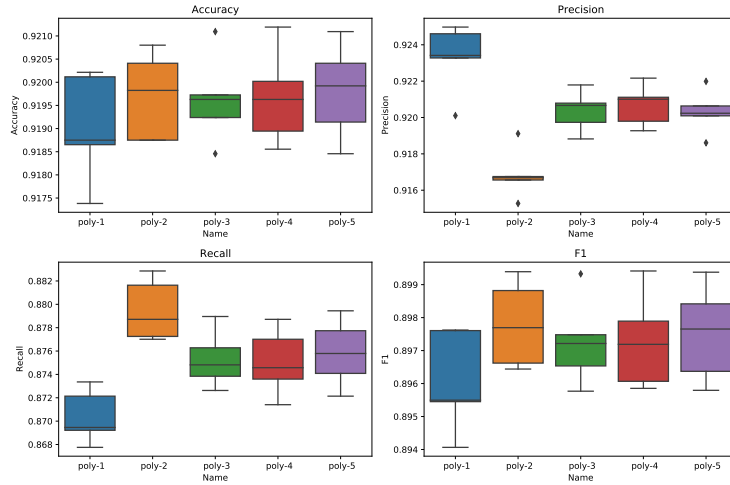 Accuracy
0.9210
0.9205
0.9200
0.9195
0.9190
0.9185
0.9180
0.9175
Accuracy
poly-1 poly-2 poly-3 poly-4 poly-5
Name
Precision
0.924
0.922
0.920
0.918
0.916
Precision
poly-1 poly-2 poly-3 poly-4 poly-5
Name
Recall
0.882
0.880
0.878
0.876
0.874
0.872
0.870
0.868
Recall
poly-1 poly-2 poly-3 poly-4 poly-5
Name
F1
0.899
0.898
0.897
0.896
0.895
0.894
F1
poly-1 poly-2 poly-3 poly-4 poly-5
Name